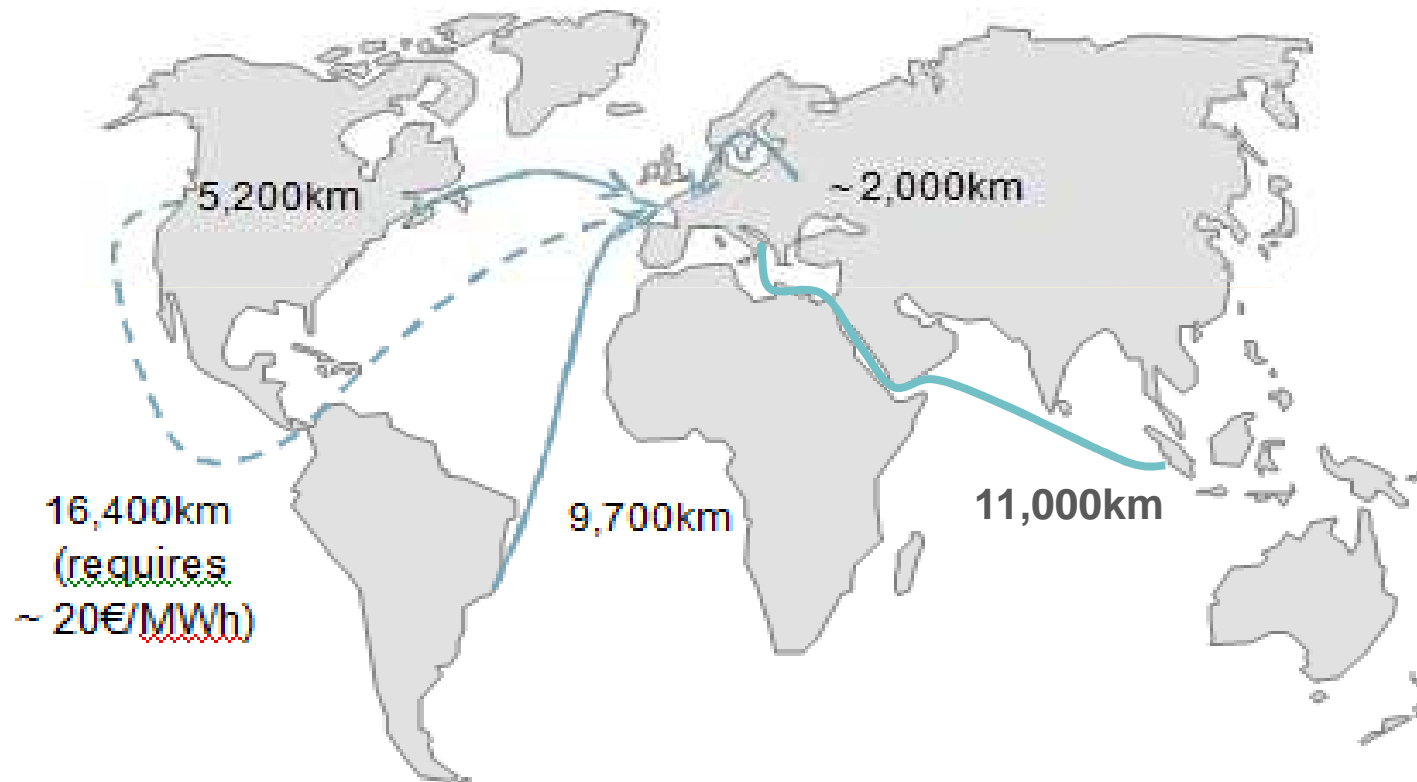 5,200km
~2,000km
16,400km
(requires
~ 20€/MWh)
9,700km
11,000km